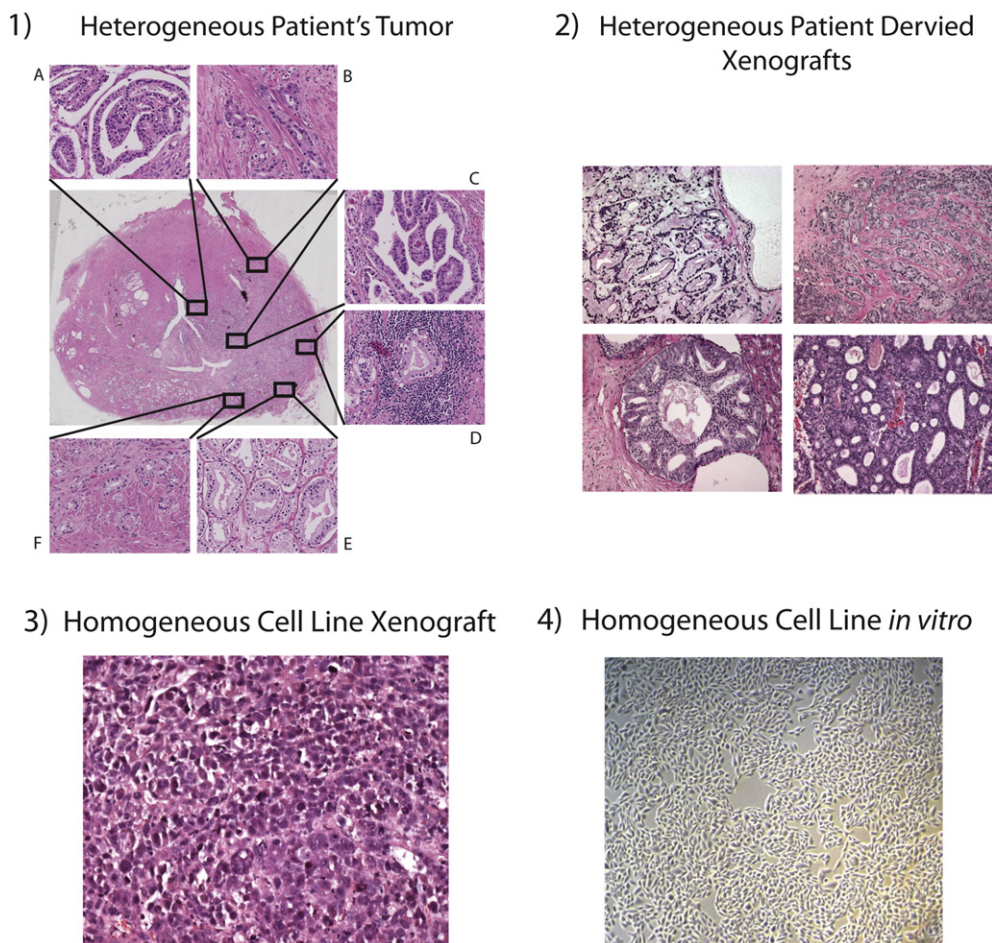 1) Heterogeneous Patient's Tumor
A
B
C
D
E
F
2) Heterogeneous Patient Dervied
Xenografts
3) Homogeneous Cell Line Xenograft
4) Homogeneous Cell Line in vitro